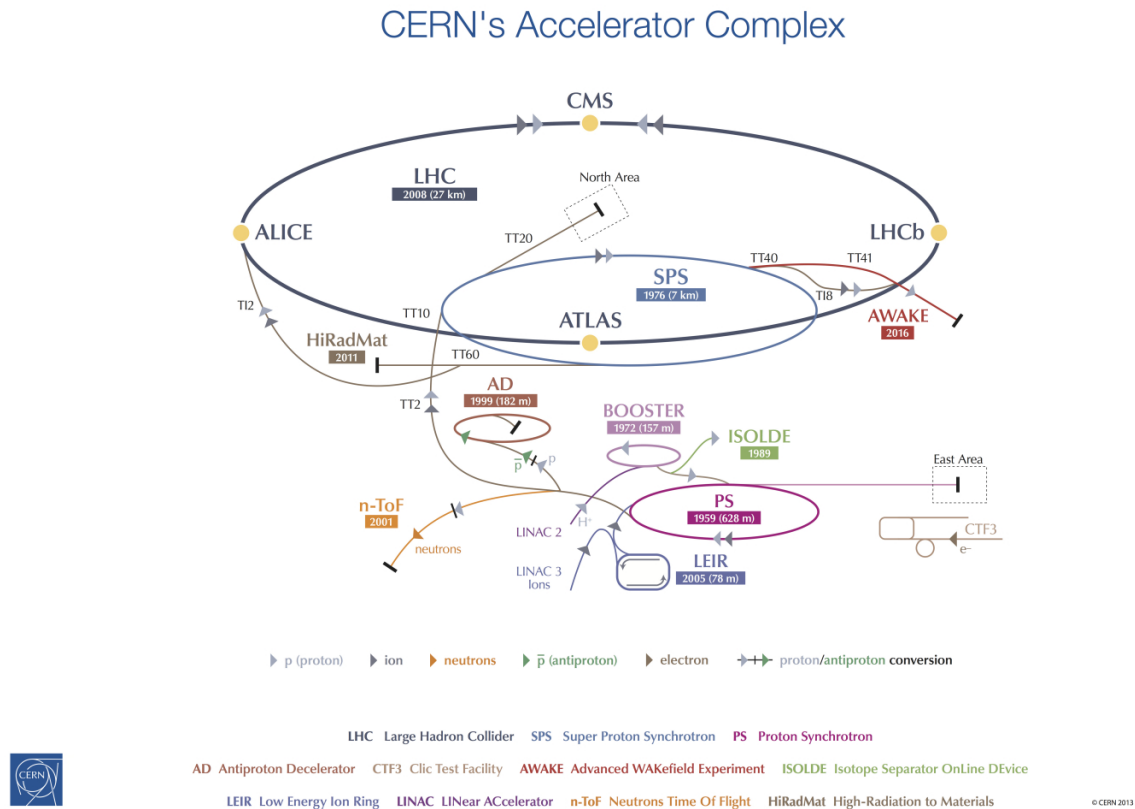 CERN's Accelerator Complex
CMS
LHC
2008 (27 km)
North Area
ALICE
LHCb
TT20
TT40
TT41
SPS
1976 (7 km)
TI8
TI2
TT10
ATLAS
AWAKE
2016
HiRadMat
2011
TT60
AD
1999 (182 m)
TT2
BOOSTER
1972 (157 m)
ISOLDE
1989
p̅
p
East Area
n-ToF
2001
PS
1959 (628 m)
H⁺
LINAC 2
neutrons
CTF3
e–
LEIR
2005 (78 m)
LINAC 3
Ions
p (proton) ion neutrons p̅ (antiproton) electron proton/antiproton conversion
LHC Large Hadron Collider SPS Super Proton Synchrotron PS Proton Synchrotron
AD Antiproton Decelerator CTF3 Clic Test Facility AWAKE Advanced WAKefield Experiment ISOLDE Isotope Separator OnLine DEvice
LEIR Low Energy Ion Ring LINAC LINear ACcelerator n-ToF Neutrons Time Of Flight HiRadMat High-Radiation to Materials
CERN
© CERN 2013